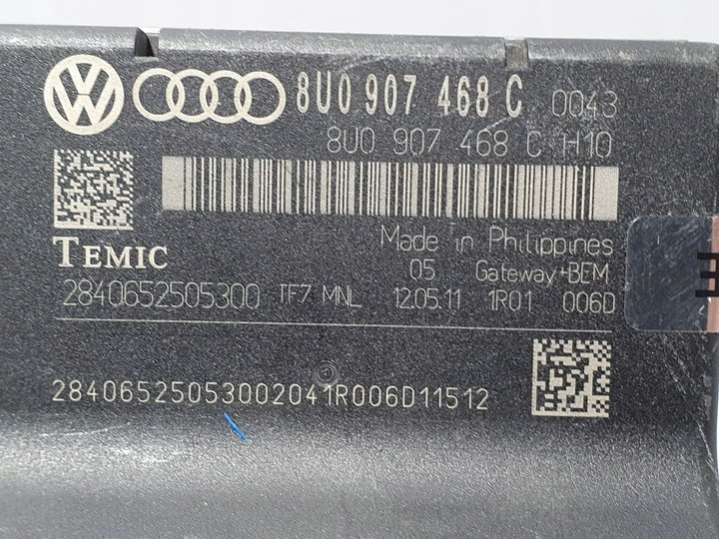 8U0 907 468 C 0043
8U0 907 468 C H10
TEMIC
Made in Philippines
05 Gateway+BEM
2840652505300 TF7 MNL 12.05.11 1R01 006D
28406525053002041R006D11512
E